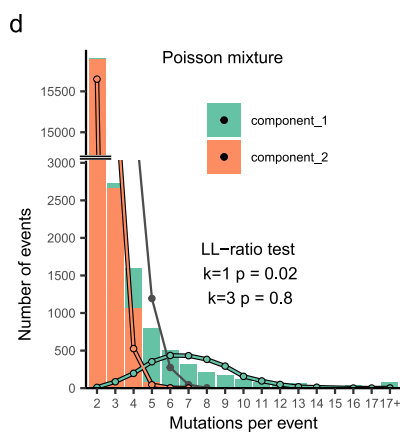 d
Poisson mixture
component_1
component_2
LL−ratio test
k=1 p = 0.02
k=3 p = 0.8
Number of events
15500
15000
3000
2500
2000
1500
1000
500
0
2 3 4 5 6 7 8 9 10 11 12 13 14 15 16 17 17+
Mutations per event